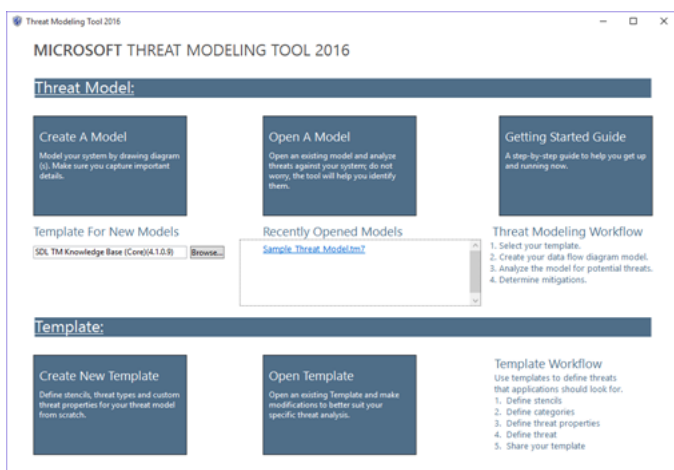 Threat Modeling Tool 2016
MICROSOFT THREAT MODELING TOOL 2016
Threat Model:
Create A Model
Model your system by drawing diagram
(s). Make sure you capture important
details.
Open A Model
Open an existing model and analyze
threats against your system; do not
worry, the tool will help you identify
them.
Getting Started Guide
A step-by-step guide to help you get up
and running now.
Template For New Models
SDL TM Knowledge Base (Core)(4.1.0.9)
Browse...
Recently Opened Models
Sample Threat Model.tm7
Threat Modeling Workflow
1. Select your template.
2. Create your data flow diagram model.
3. Analyze the model for potential threats.
4. Determine mitigations.
Template:
Create New Template
Define stencils, threat types and custom
threat properties for your threat model
from scratch.
Open Template
Open an existing Template and make
modifications to better suit your
specific threat analysis.
Template Workflow
Use templates to define threats
that applications should look for.
1. Define stencils
2. Define categories
3. Define threat properties
4. Define threat
5. Share your template